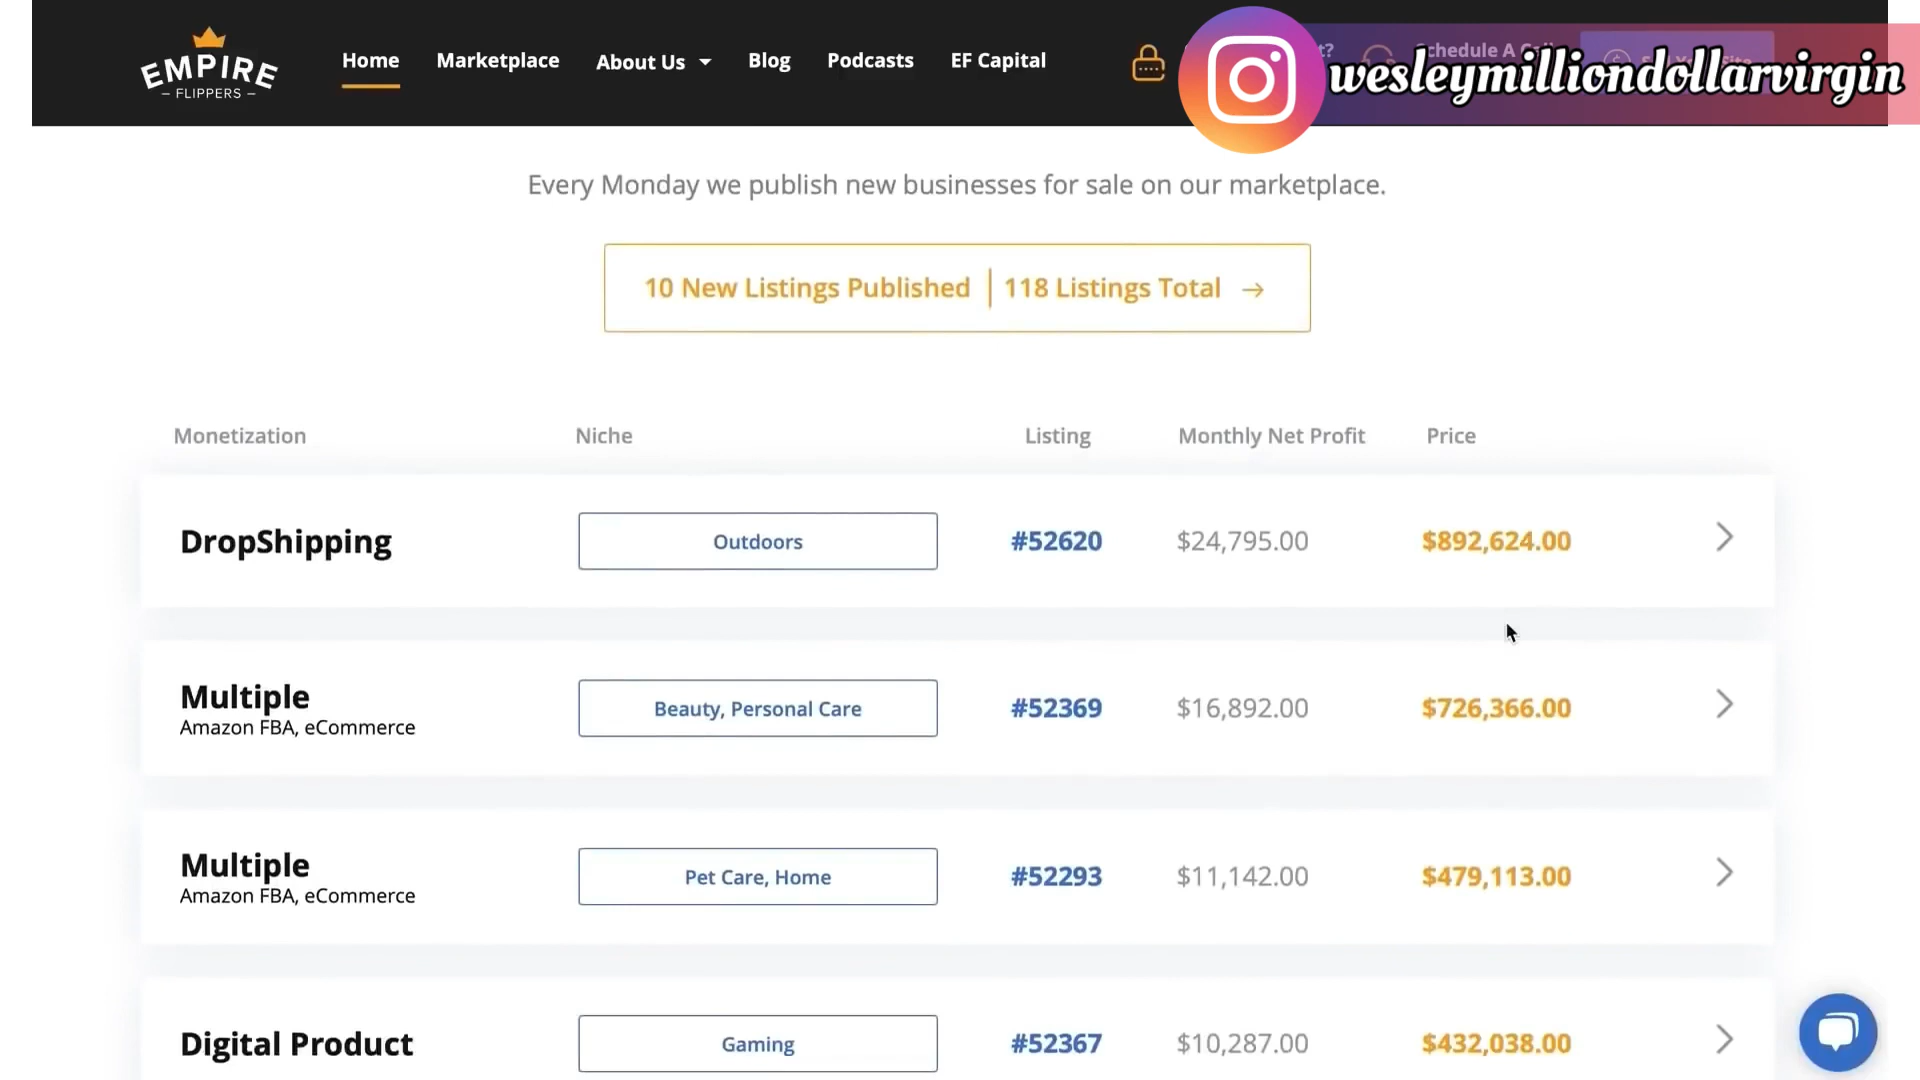 EMPIRE
FLIPPERS
Home
Marketplace
About Us
Blog
Podcasts
EF Capital
t?
Schedule A
wesleymilliondollarvirgin
Every Monday we publish new businesses for sale on our marketplace.
10 New Listings Published | 118 Listings Total →
Monetization Niche Listing Monthly Net Profit Price
DropShipping Outdoors #52620 $24,795.00 $892,624.00
Multiple Beauty, Personal Care #52369 $16,892.00 $726,366.00
Amazon FBA, eCommerce
Multiple Pet Care, Home #52293 $11,142.00 $479,113.00
Amazon FBA, eCommerce
Digital Product Gaming #52367 $10,287.00 $432,038.00